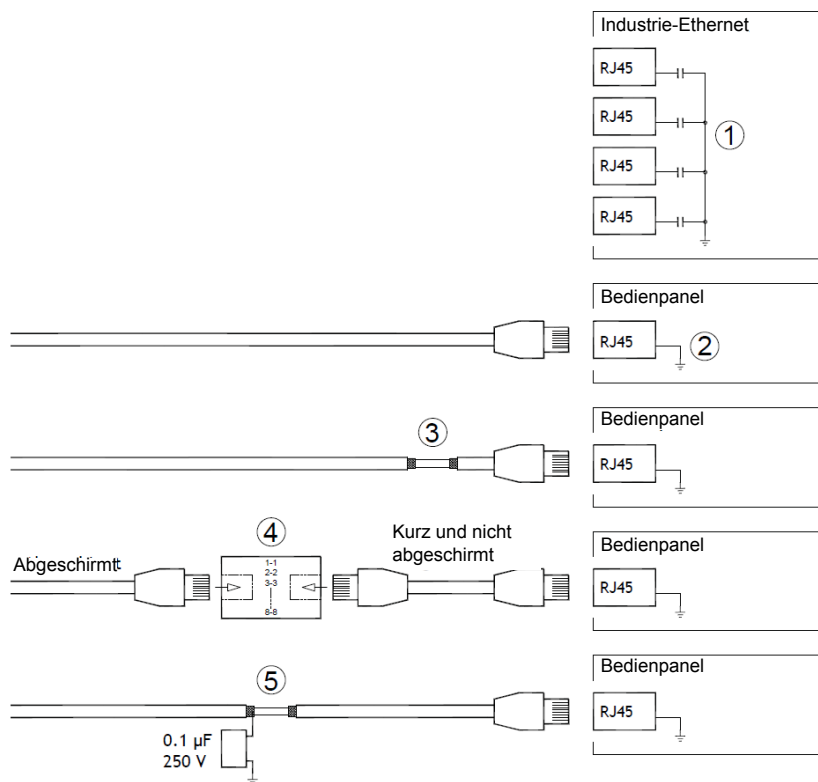 Industrie-Ethernet
RJ45
RJ45
1
RJ45
RJ45
Bedienpanel
RJ45
2
Bedienpanel
3
RJ45
4
Kurz und nicht
abgeschirmt
Bedienpanel
Abgeschirmtt
1-1
2-2
3-3
8-8
RJ45
Bedienpanel
5
RJ45
0.1 µF
250 V